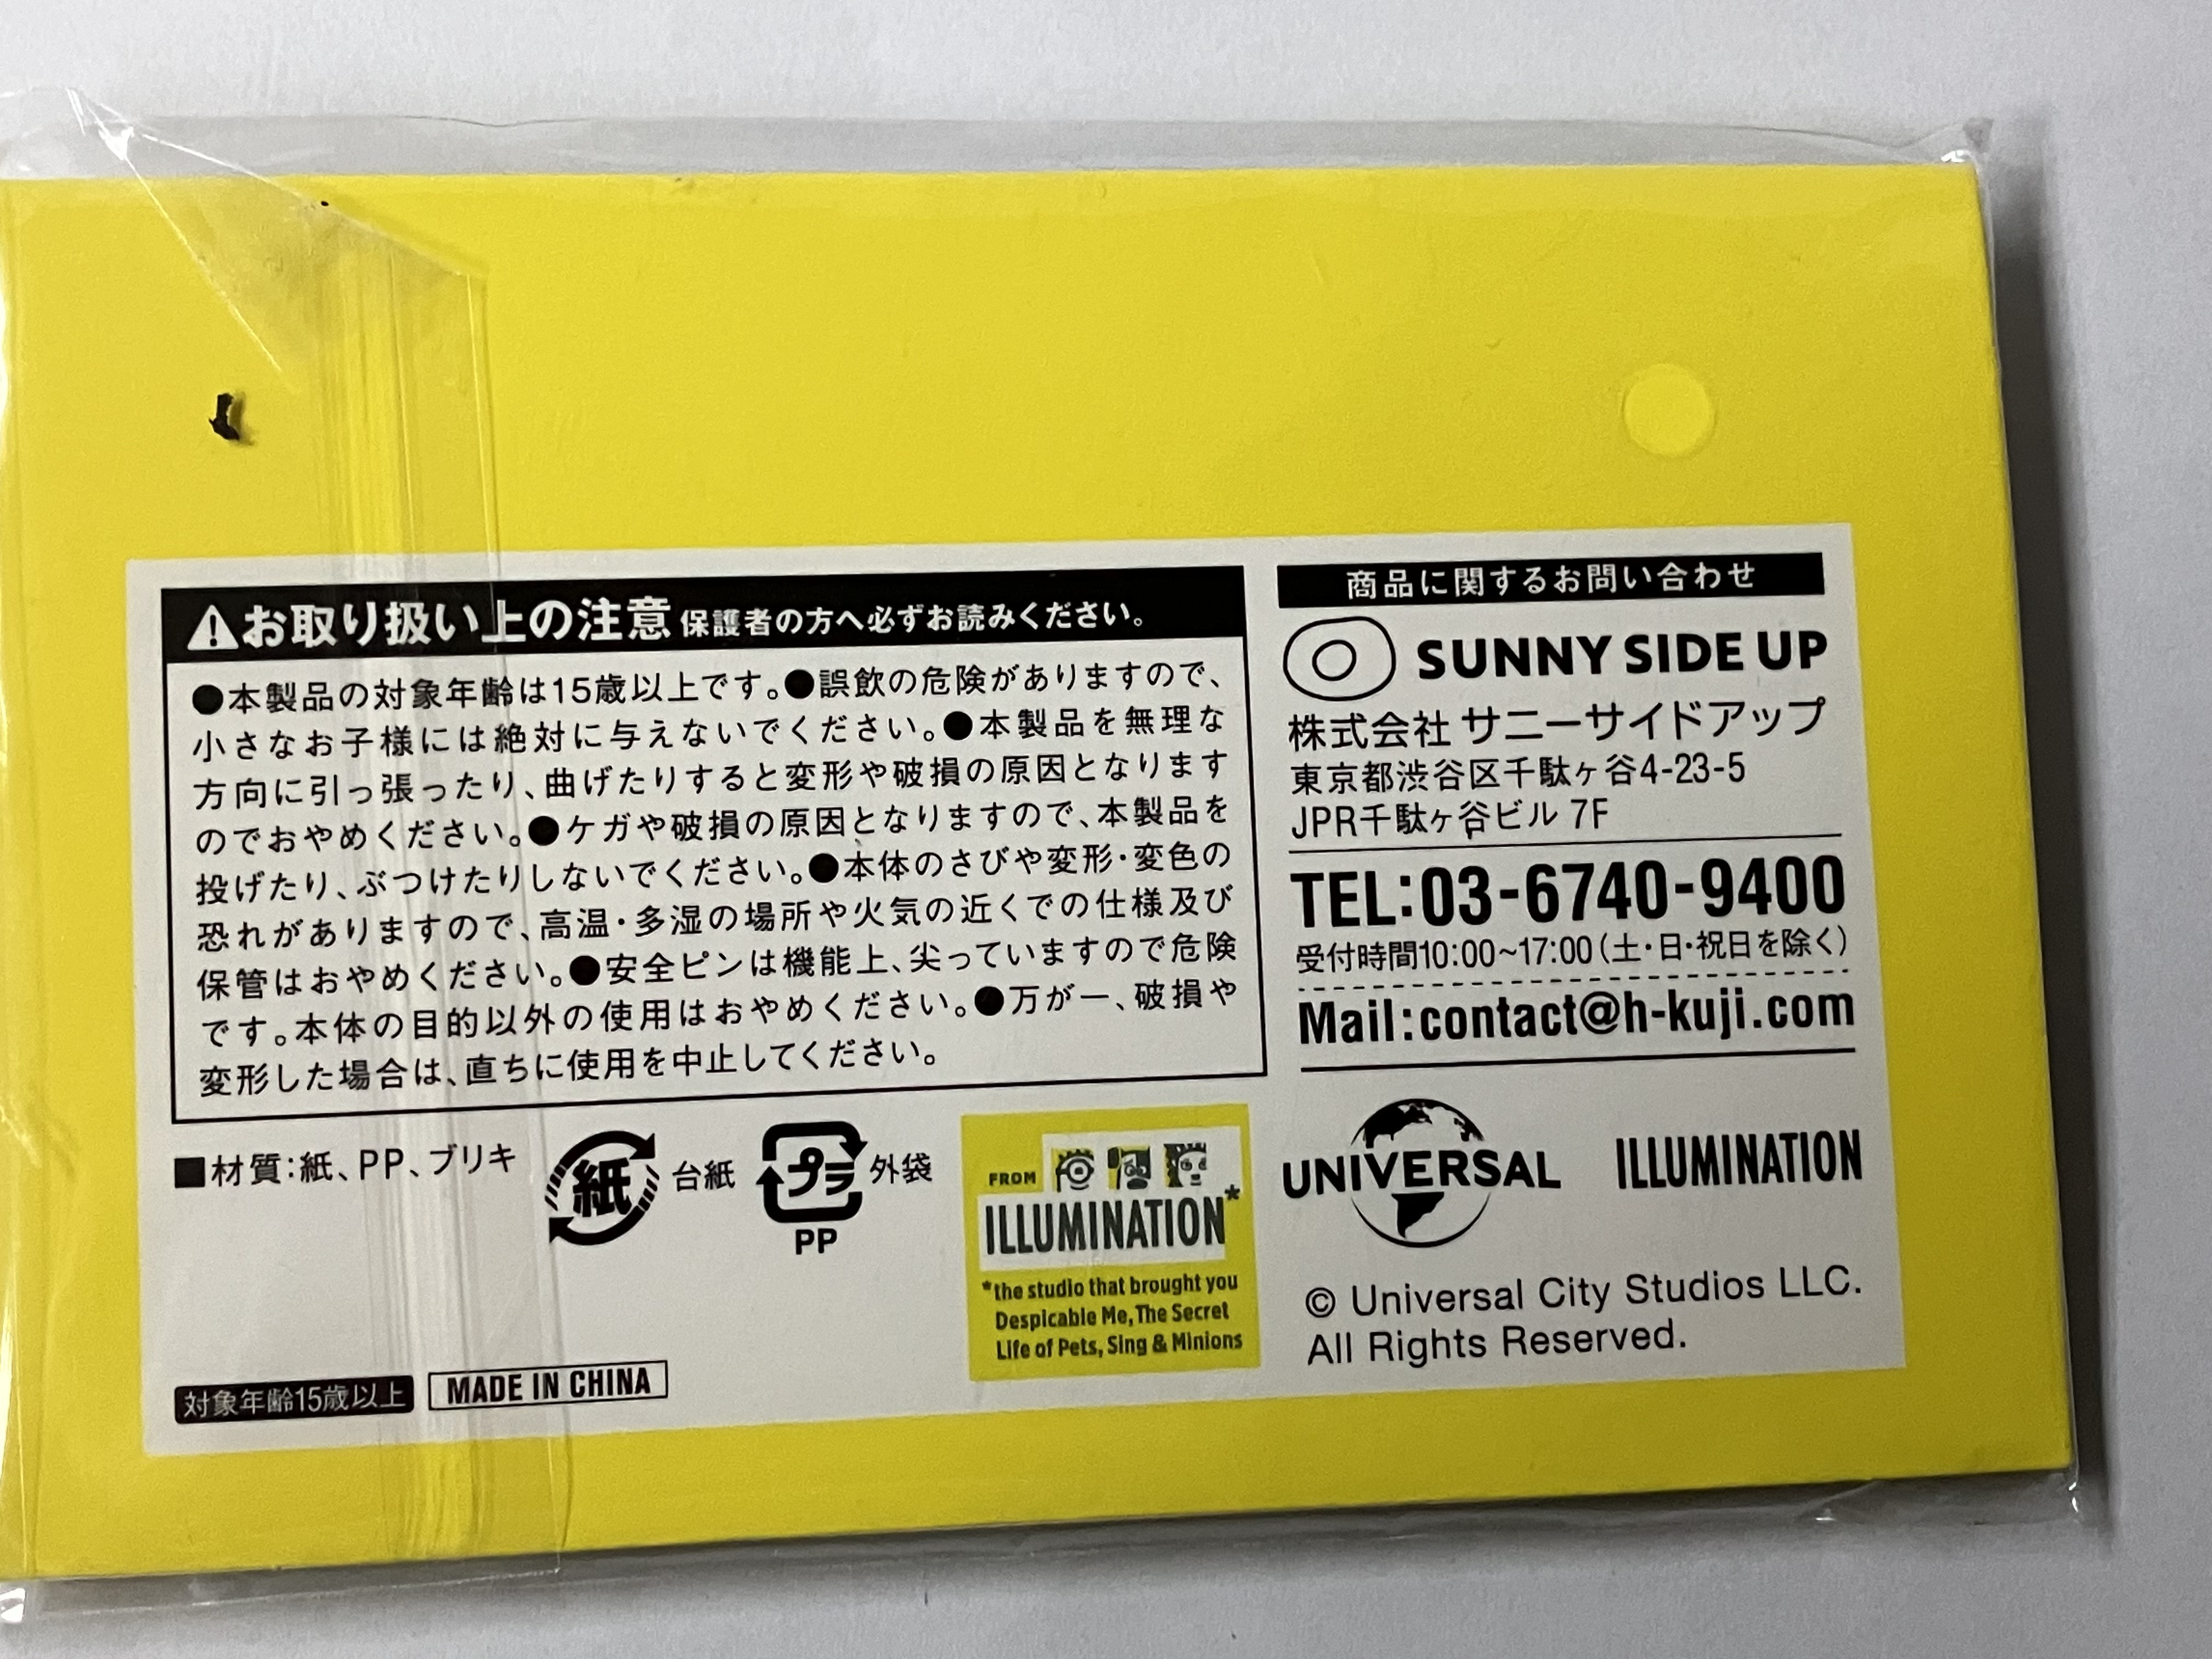 ⚠お取り扱い上の注意 保護者の方へ必ずお読みください。
●本製品の対象年齢は15歳以上です。●誤飲の危険がありますので、
小さなお子様には絶対に与えないでください。●本製品を無理な
方向に引っ張ったり、曲げたりすると変形や破損の原因となります
のでおやめください。●ケガや破損の原因となりますので、本製品を
投げたり、ぶつけたりしないでください。●本体のさびや変形・変色の
恐れがありますので、高温・多湿の場所や火気の近くでの仕様及び
保管はおやめください。●安全ピンは機能上、尖っていますので危険
です。本体の目的以外の使用はおやめください。●万が一、破損や
変形した場合は、直ちに使用を中止してください。
■材質:紙、PP、ブリキ
紙 台紙
プラ 外袋
PP
対象年齢15歳以上
MADE IN CHINA
FROM
ILLUMINATION*
*the studio that brought you
Despicable Me, The Secret
Life of Pets, Sing & Minions
商品に関するお問い合わせ
SUNNY SIDE UP
株式会社 サニーサイドアップ
東京都渋谷区千駄ヶ谷4-23-5
JPR千駄ヶ谷ビル 7F
TEL:03-6740-9400
受付時間10:00~17:00(土・日・祝日を除く)
Mail:contact@h-kuji.com
UNIVERSAL
ILLUMINATION
© Universal City Studios LLC.
All Rights Reserved.